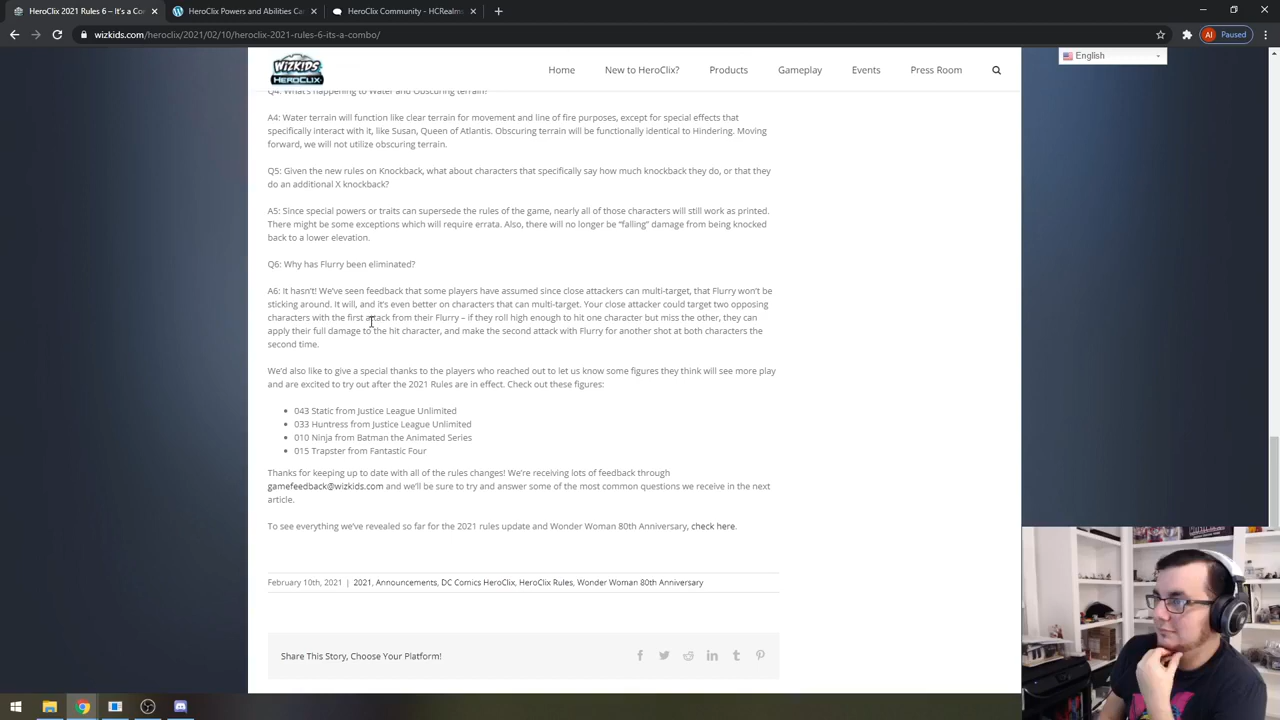 2021 HeroClix Rules 6 – It's a Co
HeroClix Powers and Abilities Ca
HeroClix Comments - HCRealms
Paused
wizkids.com/heroclix/2021/02/10/heroclix-2021-rules-6-its-a-combo/
English
WIZKIDS
HEROCLIX
Home New to HeroClix? Products Gameplay Events Press Room
Q4: What's happening to Water and Obscuring terrain?
A4: Water terrain will function like clear terrain for movement and line of fire purposes, except for special effects that
specifically interact with it, like Susan, Queen of Atlantis. Obscuring terrain will be functionally identical to Hindering. Moving
forward, we will not utilize obscuring terrain.
Q5: Given the new rules on Knockback, what about characters that specifically say how much knockback they do, or that they
do an additional X knockback?
A5: Since special powers or traits can supersede the rules of the game, nearly all of those characters will still work as printed.
There might be some exceptions which will require errata. Also, there will no longer be “falling” damage from being knocked
back to a lower elevation.
Q6: Why has Flurry been eliminated?
A6: It hasn't! We've seen feedback that some players have assumed since close attackers can multi-target, that Flurry won't be
sticking around. It will, and it's even better on characters that can multi-target. Your close attacker could target two opposing
characters with the first attack from their Flurry – if they roll high enough to hit one character but miss the other, they can
apply their full damage to the hit character, and make the second attack with Flurry for another shot at both characters the
second time.
We'd also like to give a special thanks to the players who reached out to let us know some figures they think will see more play
and are excited to try out after the 2021 Rules are in effect. Check out these figures:
• 043 Static from Justice League Unlimited
• 033 Huntress from Justice League Unlimited
• 010 Ninja from Batman the Animated Series
• 015 Trapster from Fantastic Four
Thanks for keeping up to date with all of the rules changes! We're receiving lots of feedback through
gamefeedback@wizkids.com and we'll be sure to try and answer some of the most common questions we receive in the next
article.
To see everything we've revealed so far for the 2021 rules update and Wonder Woman 80th Anniversary, check here.
February 10th, 2021 | 2021, Announcements, DC Comics HeroClix, HeroClix Rules, Wonder Woman 80th Anniversary
Share This Story, Choose Your Platform!